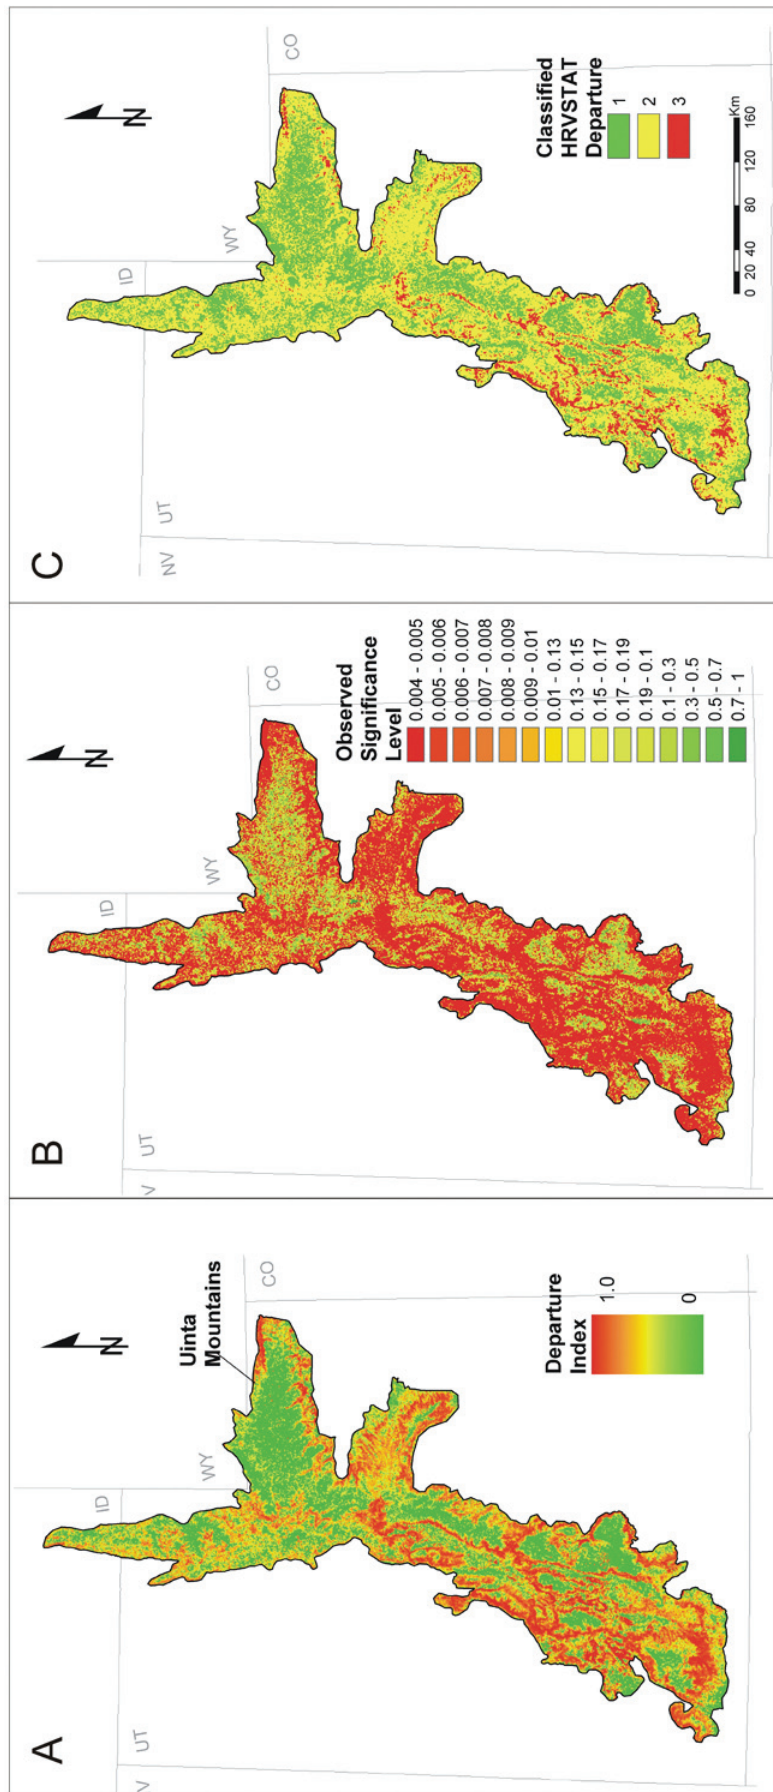 A
UT
V
ID
WY
CO
N
Uinta
Mountains
Departure
Index
1.0
0
B
UT
V
ID
WY
CO
N
Observed
Significance
Level
0.004 - 0.005
0.005 - 0.006
0.006 - 0.007
0.007 - 0.008
0.008 - 0.009
0.009 - 0.01
0.01 - 0.13
0.13 - 0.15
0.15 - 0.17
0.17 - 0.19
0.19 - 0.1
0.1 - 0.3
0.3 - 0.5
0.5 - 0.7
0.7 - 1
C
UT
NV
ID
WY
CO
N
Classified
HRVSTAT
Departure
1
2
3
Km
0 20 40 80 120 160